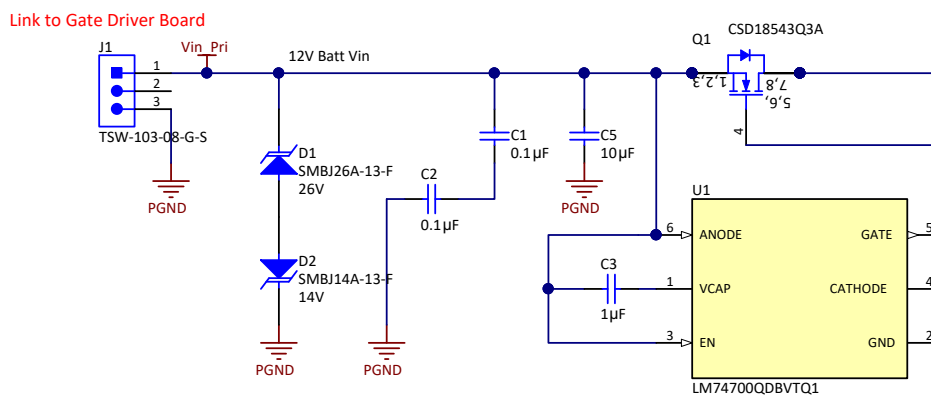 Link to Gate Driver Board
J1
Vin_Pri
12V Batt Vin
Q1
CSD18543Q3A
1
2
3
TSW-103-08-G-S
PGND
D1
SMBJ26A-13-F
26V
D2
SMBJ14A-13-F
14V
PGND
C2
0.1µF
PGND
C1
0.1µF
C5
10µF
PGND
1,2,3
7,8
5,6,
4
U1
6
ANODE
GATE
5
C3
1µF
1
VCAP
CATHODE
4
3
EN
GND
2
LM74700QDBVTQ1